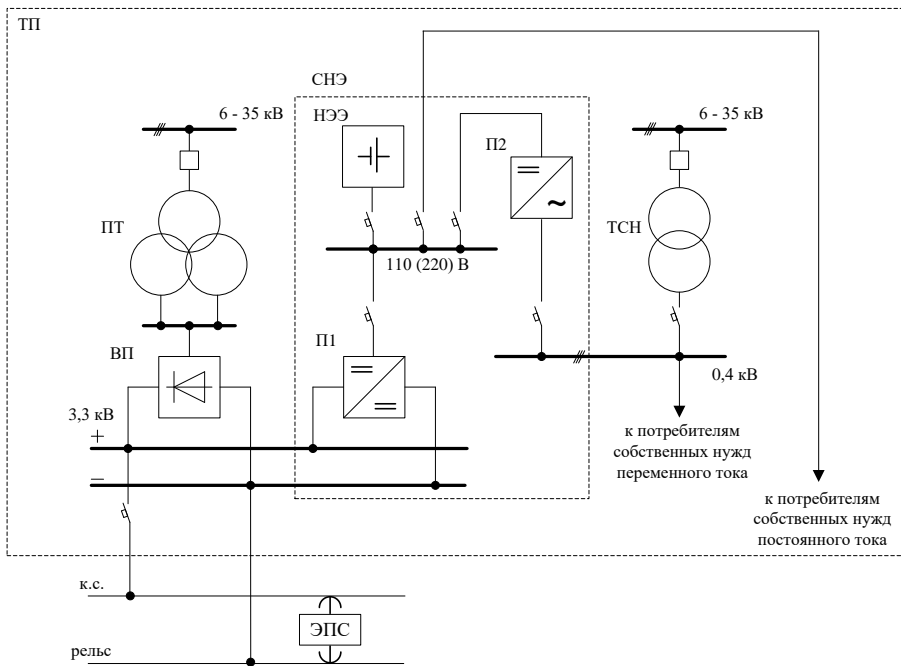 ТП
СНЭ
6 - 35 кВ
НЭЭ
П2
6 - 35 кВ
ПТ
ТСН
110 (220) В
ВП
П1
0,4 кВ
3,3 кВ
+
−
к потребителям
собственных нужд
переменного тока
к потребителям
собственных нужд
постоянного тока
к.с.
ЭПС
рельс